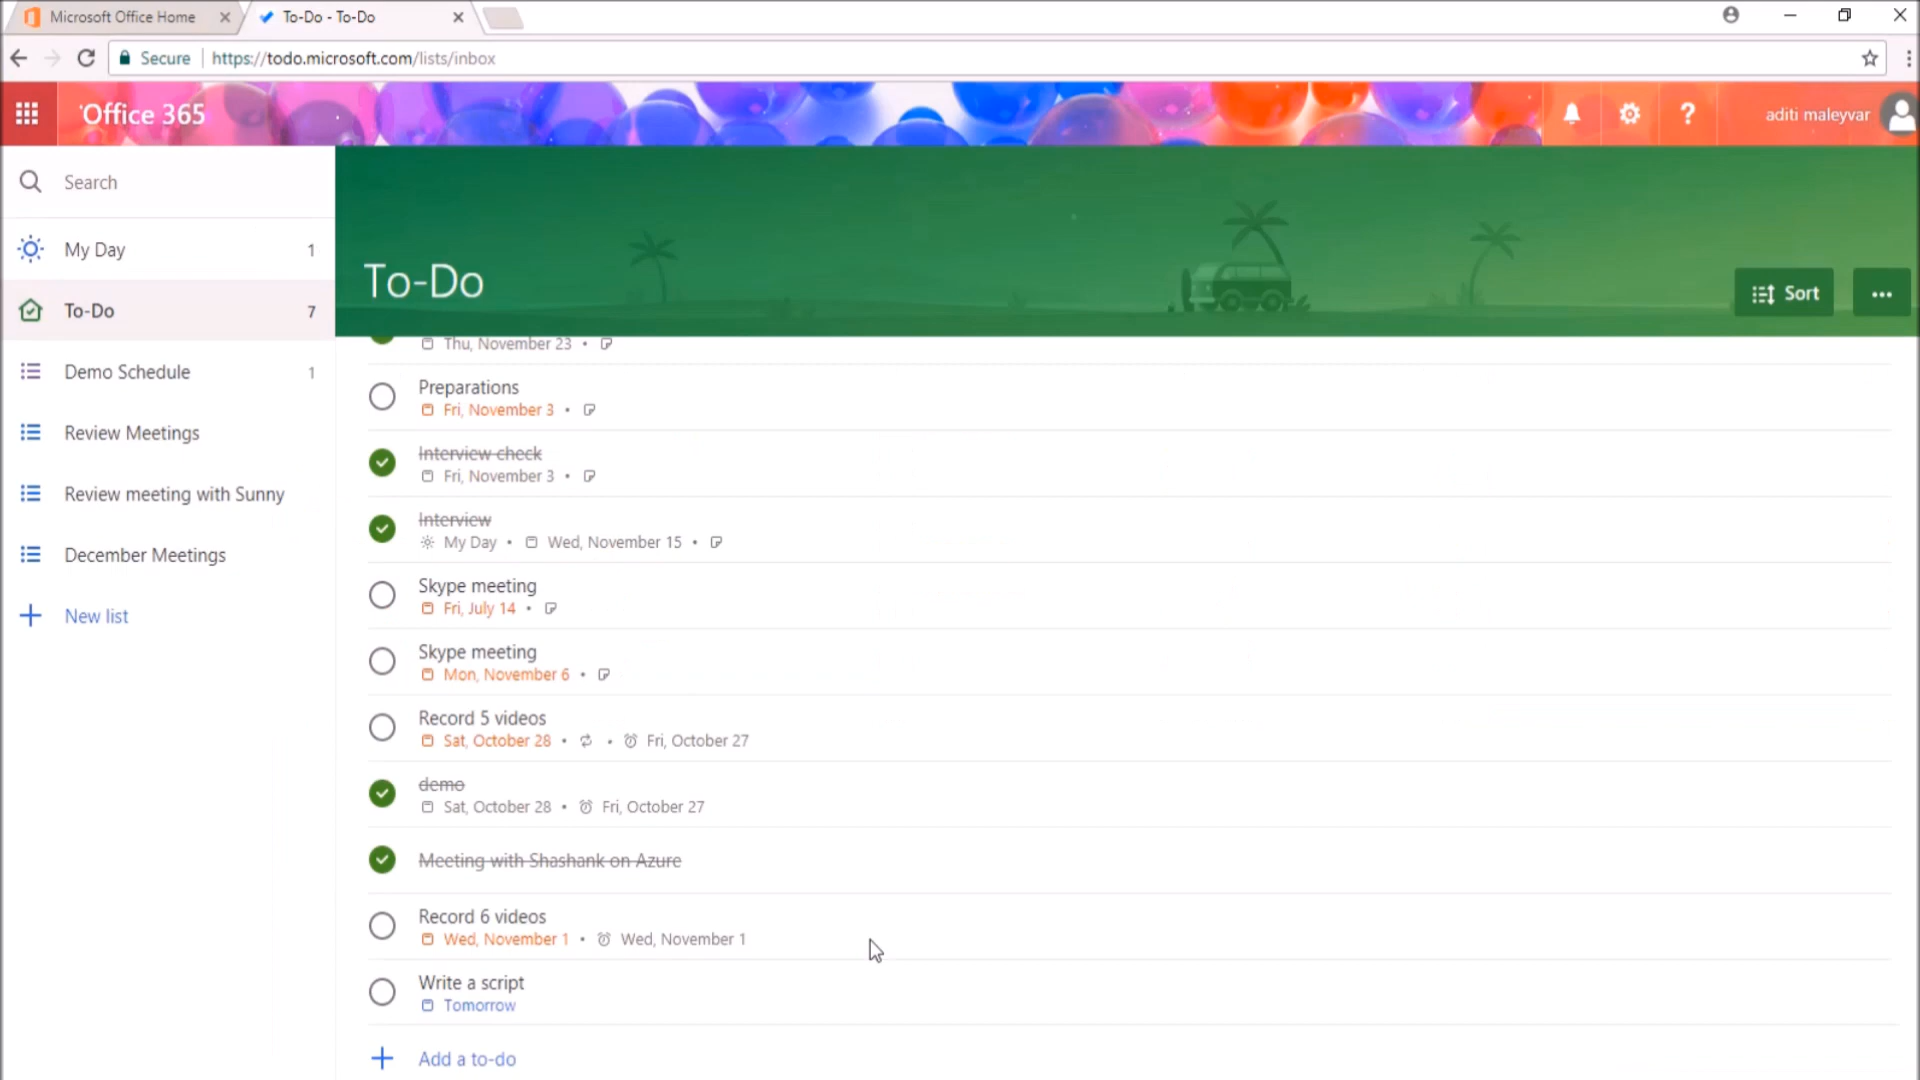 Microsoft Office Home
To-Do - To-Do
Secure
https://todo.microsoft.com/lists/inbox
Office 365
?
aditi maleyvar
Search
My Day 1
To-Do 7
Demo Schedule 1
Review Meetings
Review meeting with Sunny
December Meetings
New list
To-Do
Sort
Thu, November 23
Preparations
Fri, November 3
Interview check
Fri, November 3
Interview
My Day • Wed, November 15
Skype meeting
Fri, July 14
Skype meeting
Mon, November 6
Record 5 videos
Sat, October 28 • Fri, October 27
demo
Sat, October 28 • Fri, October 27
Meeting with Shashank on Azure
Record 6 videos
Wed, November 1 • Wed, November 1
Write a script
Tomorrow
Add a to-do